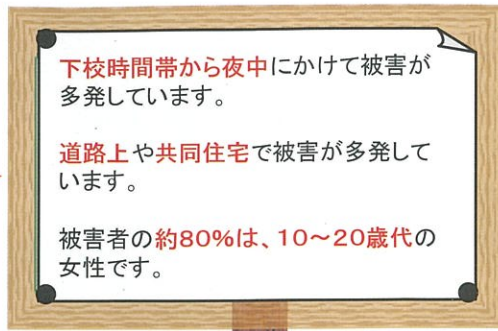 下校時間帯から夜中にかけて被害が
多発しています。
道路上や共同住宅で被害が多発して
います。
被害者の約80%は、10～20歳代の
女性です。